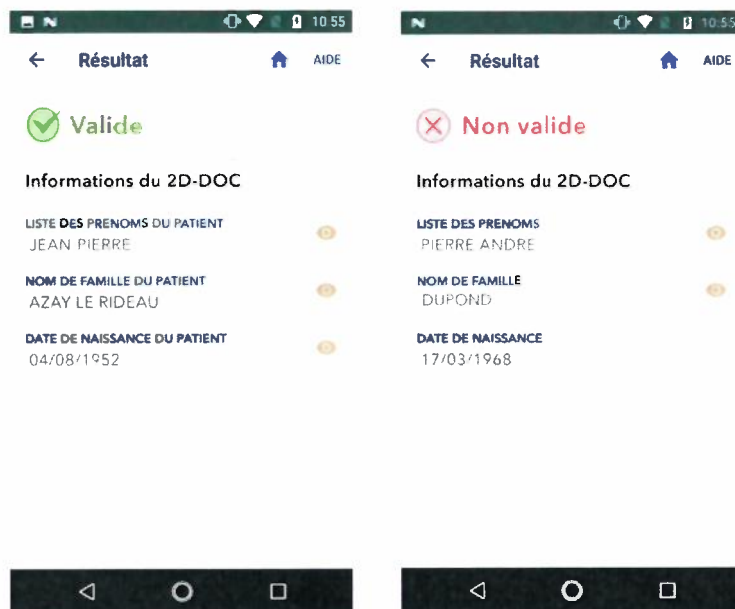 10 55
Résultat
AIDE
Valide
Informations du 2D-DOC
LISTE DES PRENOMS DU PATIENT
JEAN PIERRE
NOM DE FAMILLE DU PATIENT
AZAY LE RIDEAU
DATE DE NAISSANCE DU PATIENT
04/08/1952
10:55
Résultat
AIDE
Non valide
Informations du 2D-DOC
LISTE DES PRENOMS
PIERRE ANDRE
NOM DE FAMILLE
DUPOND
DATE DE NAISSANCE
17/03/1968